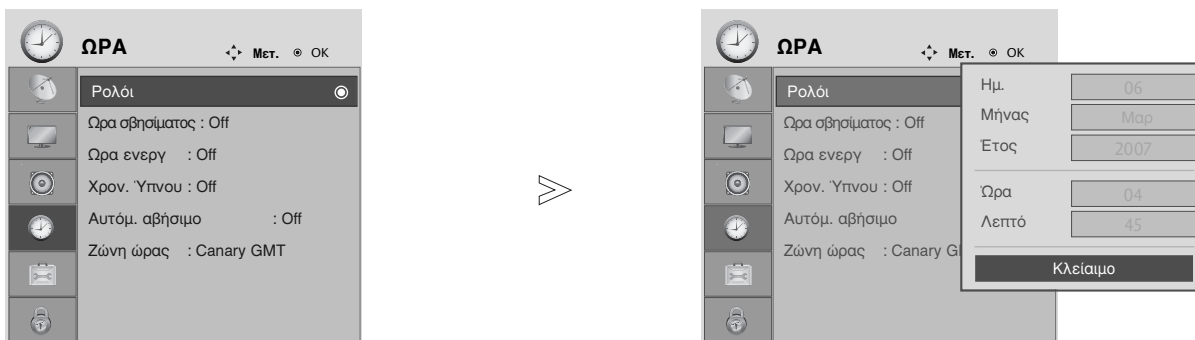 ΩΡΑ
Μετ. OK
Ρολόι
Ωρα σβησίματος : Off
Ωρα ενεργ : Off
Χρον. Ύπνου : Off
Αυτόμ. αβήσιμο : Off
Ζώνη ώρας : Canary GMT
ΩΡΑ
Μετ. OK
Ρολόι
Ωρα σβησίματος : Off
Ωρα ενεργ : Off
Χρον. Ύπνου : Off
Αυτόμ. αβήσιμο
Ζώνη ώρας : Canary
Ημ. 06
Μήνας Μαρ
Έτος 2007
Ώρα 04
Λεπτό 45
Κλείαιμο